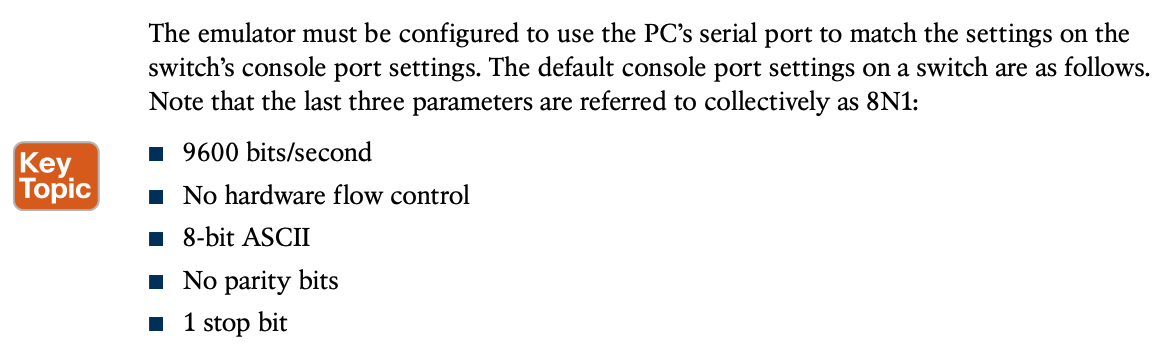 The emulator must be configured to use the PC’s serial port to match the settings on the
switch’s console port settings. The default console port settings on a switch are as follows.
Note that the last three parameters are referred to collectively as 8N1:
Key
Topic
■ 9600 bits/second
■ No hardware flow control
■ 8-bit ASCII
■ No parity bits
■ 1 stop bit